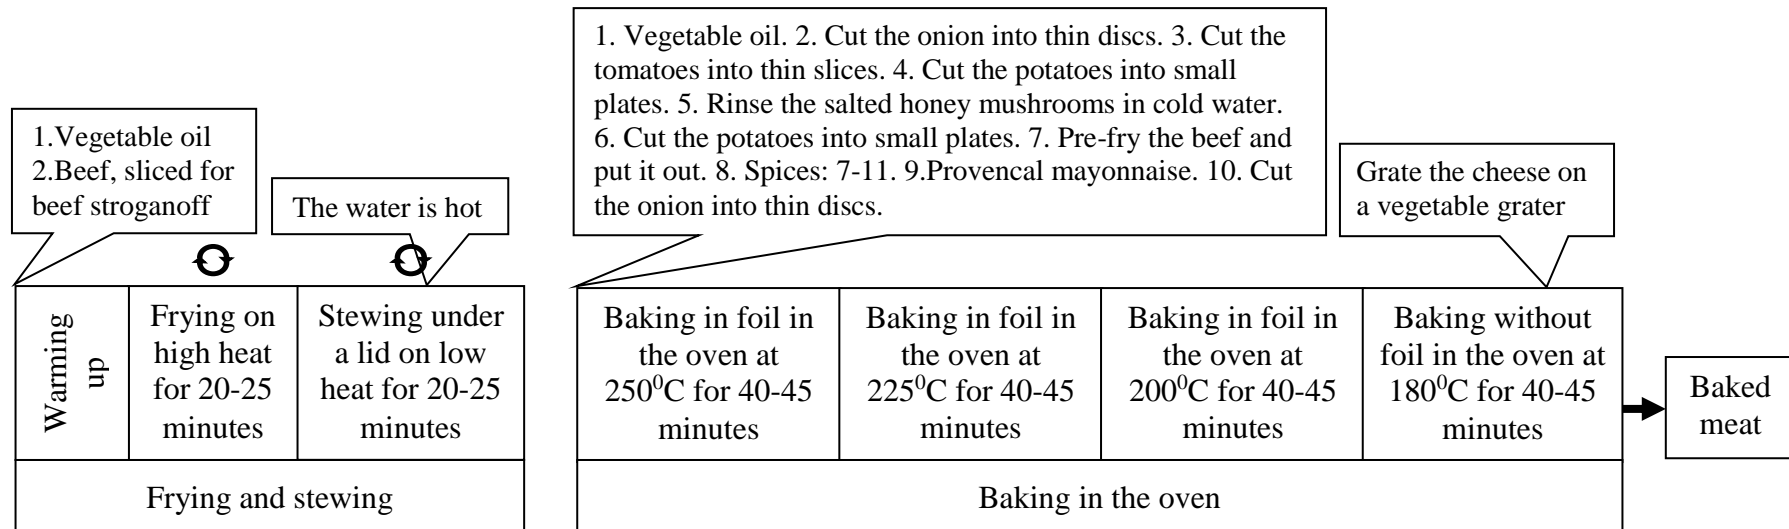 1. Vegetable oil. 2. Cut the onion into thin discs. 3. Cut the
tomatoes into thin slices. 4. Cut the potatoes into small
plates. 5. Rinse the salted honey mushrooms in cold water.
6. Cut the potatoes into small plates. 7. Pre-fry the beef and
put it out. 8. Spices: 7-11. 9.Provencal mayonnaise. 10. Cut
the onion into thin discs.
1.Vegetable oil
2.Beef, sliced for
beef stroganoff
The water is hot
Grate the cheese on
a vegetable grater
Warming
up
Frying on
high heat
for 20-25
minutes
Stewing under
a lid on low
heat for 20-25
minutes
Baking in foil in
the oven at
250⁰C for 40-45
minutes
Baking in foil in
the oven at
225⁰C for 40-45
minutes
Baking in foil in
the oven at
200⁰C for 40-45
minutes
Baking without
foil in the oven at
180⁰C for 40-45
minutes
Baked
meat
Frying and stewing
Baking in the oven